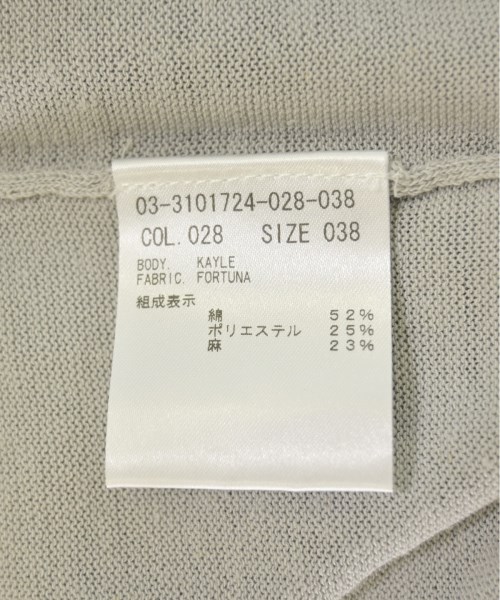 03-3101724-028-038
COL. 028 SIZE 038
BODY. KAYLE
FABRIC. FORTUNA
組成表示
綿 52%
ポリエステル 25%
麻 23%